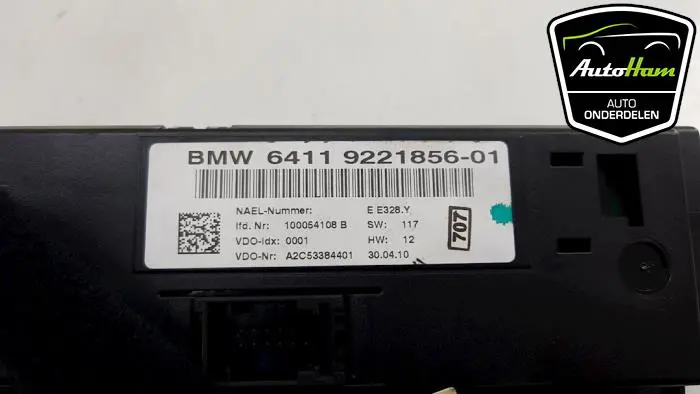 AutoHam
AUTO
ONDERDELEN
BMW 6411 9221856-01
NAEL-Nummer: E E328.Y
lfd. Nr: 100054108 B SW: 117
VDO-Idx: 0001 HW: 12
VDO-Nr: A2C53384401 30.04.10
707